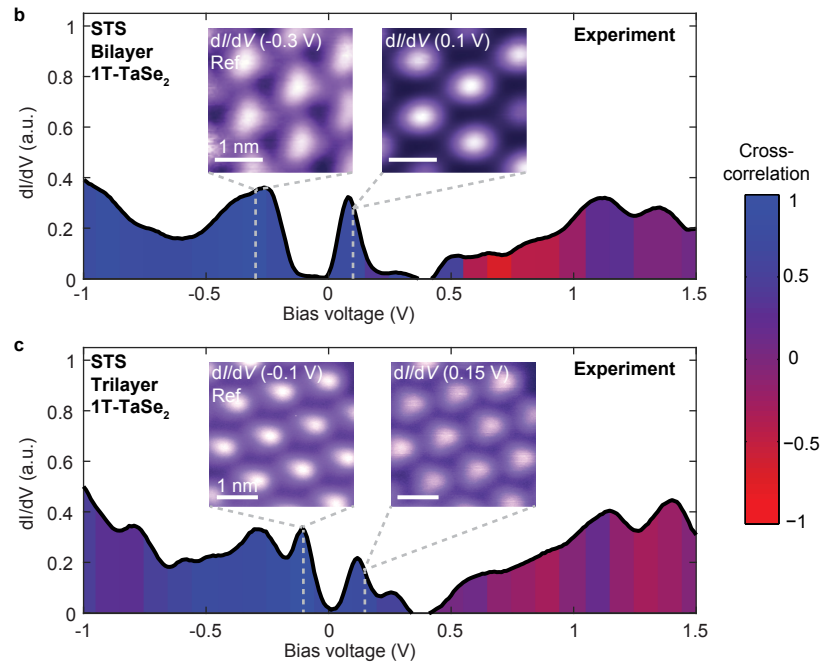 b
STS
Bilayer
1T-TaSe₂
dI/dV (-0.3 V)
Ref
1 nm
dI/dV (0.1 V)
Experiment
dI/dV (a.u.)
1
0.8
0.6
0.4
0.2
0
-1
-0.5
0
0.5
1
1.5
Bias voltage (V)
c
STS
Trilayer
1T-TaSe₂
dI/dV (-0.1 V)
Ref
1 nm
dI/dV (0.15 V)
Experiment
dI/dV (a.u.)
1
0.8
0.6
0.4
0.2
0
-1
-0.5
0
0.5
1
1.5
Bias voltage (V)
Cross-
correlation
1
0.5
0
−0.5
−1